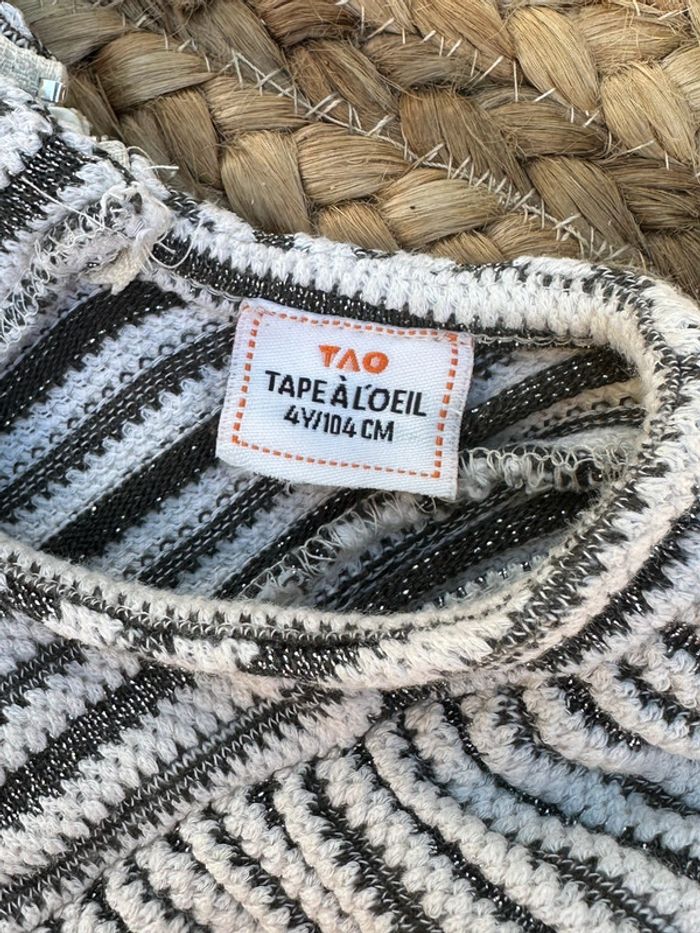 TAO
TAPE À L'OEIL
4Y/104 CM